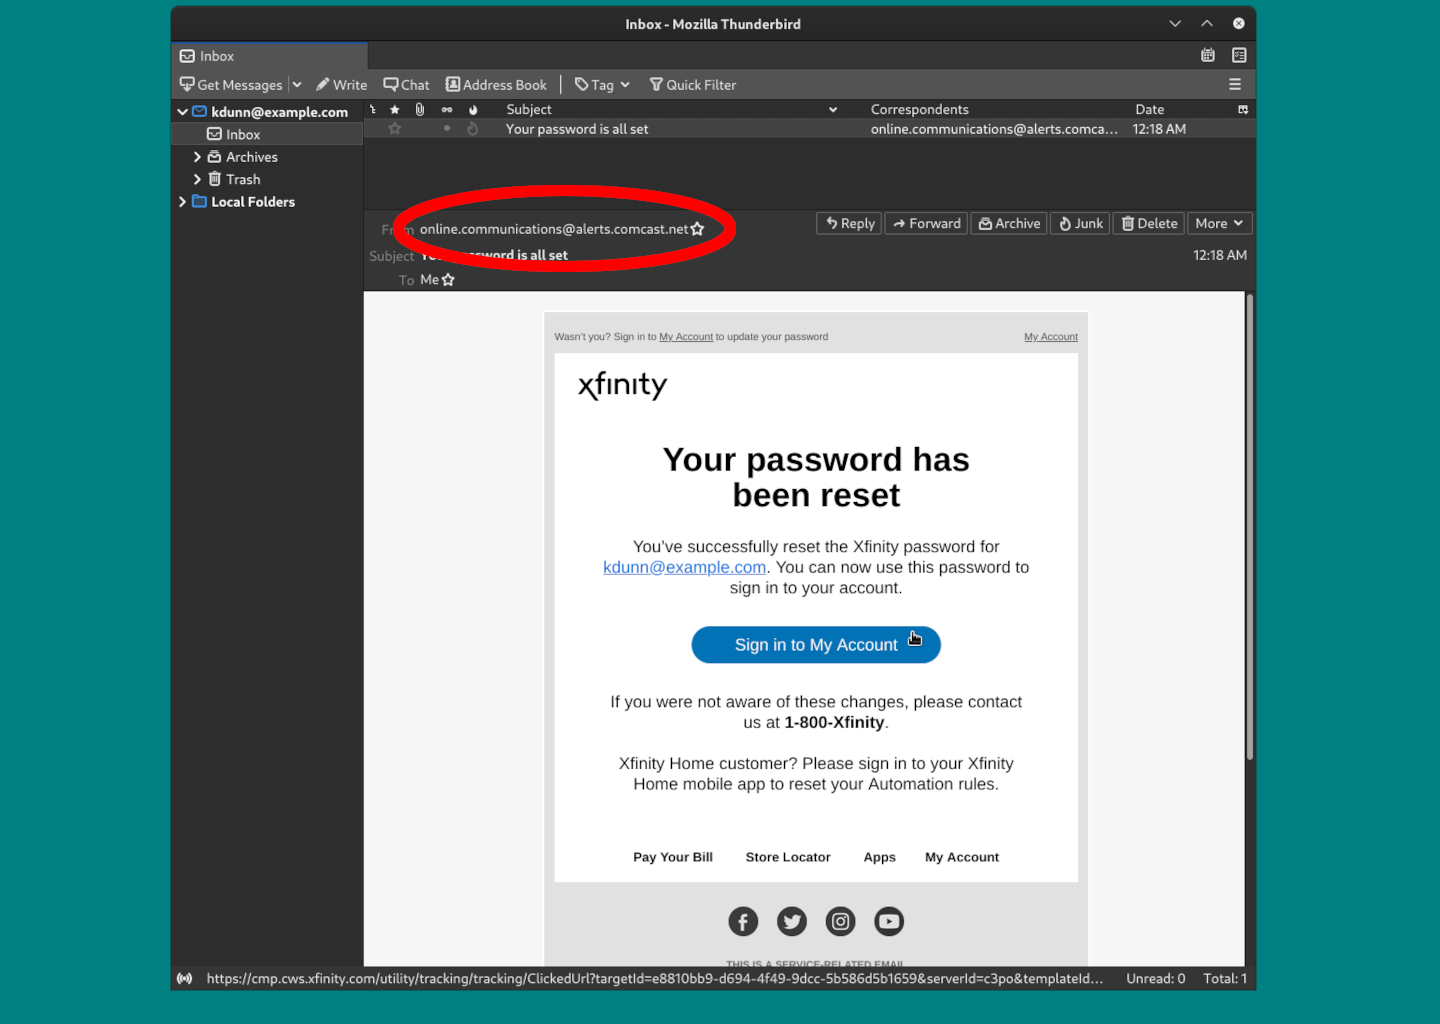 Inbox - Mozilla Thunderbird
Inbox
Get Messages Write Chat Address Book Tag Quick Filter
kdunn@example.com
Inbox
Archives
Trash
Local Folders
Subject Correspondents Date
Your password is all set online.communications@alerts.comca... 12:18 AM
From online.communications@alerts.comcast.net
Reply Forward Archive Junk Delete More
Subject Your password is all set 12:18 AM
To Me
Wasn't you? Sign in to My Account to update your password My Account
xfinity
Your password has
been reset
You've successfully reset the Xfinity password for
kdunn@example.com. You can now use this password to
sign in to your account.
Sign in to My Account
If you were not aware of these changes, please contact
us at 1-800-Xfinity.
Xfinity Home customer? Please sign in to your Xfinity
Home mobile app to reset your Automation rules.
Pay Your Bill Store Locator Apps My Account
THIS IS A SERVICE-RELATED EMAIL
https://cmp.cws.xfinity.com/utility/tracking/tracking/ClickedUrl?targetId=e8810bb9-d694-4f49-9dcc-5b586d5b1659&serverId=c3po&templateId... Unread: 0 Total: 1